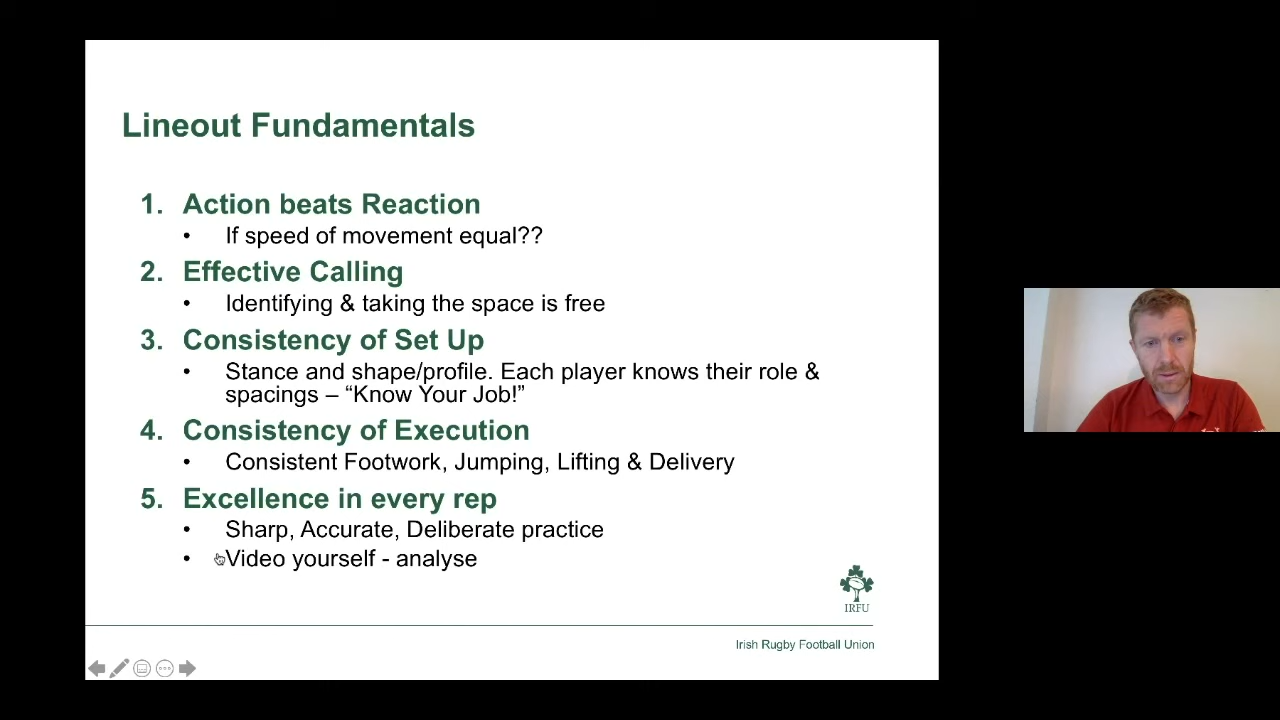 Lineout Fundamentals
1. Action beats Reaction
• If speed of movement equal??
2. Effective Calling
• Identifying & taking the space is free
3. Consistency of Set Up
• Stance and shape/profile. Each player knows their role &
spacings – “Know Your Job!”
4. Consistency of Execution
• Consistent Footwork, Jumping, Lifting & Delivery
5. Excellence in every rep
• Sharp, Accurate, Deliberate practice
• Video yourself - analyse
IRFU
Irish Rugby Football Union